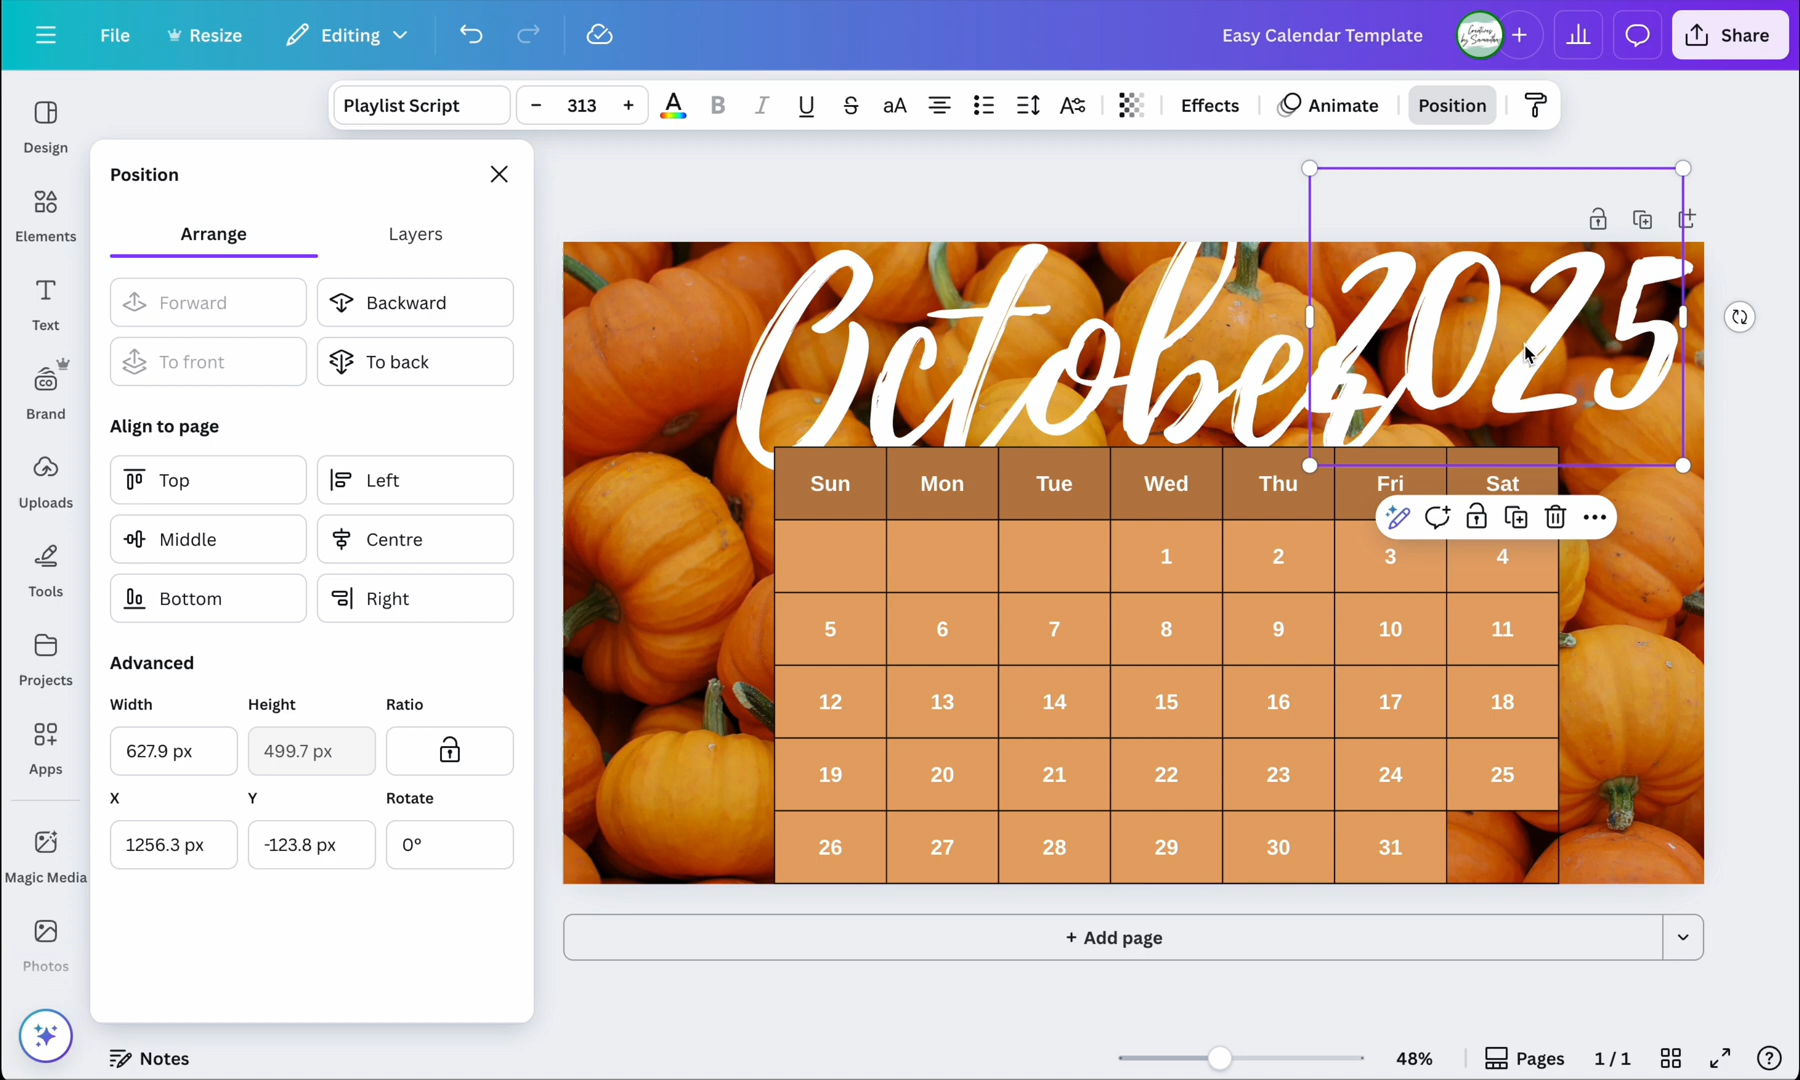 File
Resize
Editing
Easy Calendar Template
Creatives by Samantha
Share
Playlist Script
313
A
B
I
U
S
aA
Effects
Animate
Position
Design
Elements
Text
Brand
Uploads
Tools
Projects
Apps
Magic Media
Photos
Position
Arrange
Layers
Forward
Backward
To front
To back
Align to page
Top
Left
Middle
Centre
Bottom
Right
Advanced
Width Height Ratio
627.9 px 499.7 px
X Y Rotate
1256.3 px -123.8 px 0°
October 2025
Sun Mon Tue Wed Thu Fri Sat
1 2 3 4
5 6 7 8 9 10 11
12 13 14 15 16 17 18
19 20 21 22 23 24 25
26 27 28 29 30 31
+ Add page
Notes
48%
Pages
1 / 1